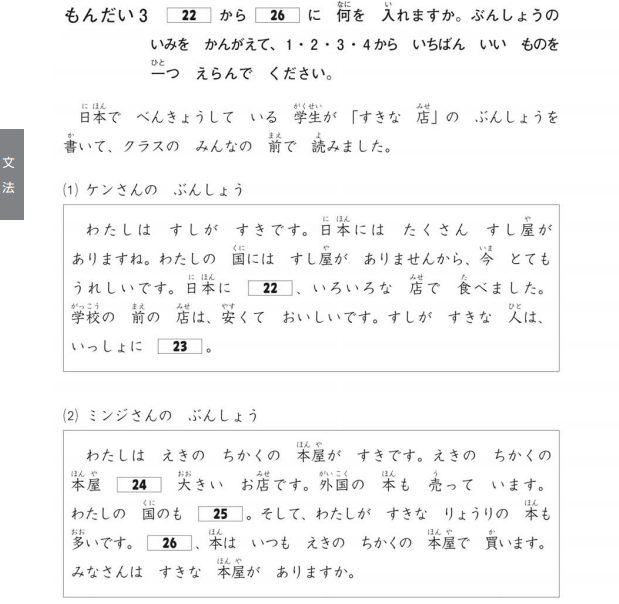 もんだい3 22 から 26 に 何を 入れますか。ぶんしょうの
いみを かんがえて、1・2・3・4から いちばん いい ものを
一つ えらんで ください。
日本で べんきょうして いる 学生が 「すきな 店」の ぶんしょうを
書いて、クラスの みんなの 前で 読みました。
文法
(1) ケンさんの ぶんしょう
わたしは すしが すきです。日本には たくさん すし屋が
ありますね。わたしの 国には すし屋が ありませんから、今 とても
うれしいです。日本に 22 、いろいろな 店で 食べました。
学校の 前の 店は、安くて おいしいです。すしが すきな 人は、
いっしょに 23 。
(2) ミンジさんの ぶんしょう
わたしは えきの ちかくの 本屋が すきです。えきの ちかくの
本屋 24 大きい お店です。外国の 本も 売って います。
わたしの 国のも 25 。そして、わたしが すきな りょうりの 本も
多いです。 26 、本は いつも えきの ちかくの 本屋で 買います。
みなさんは すきな 本屋が ありますか。